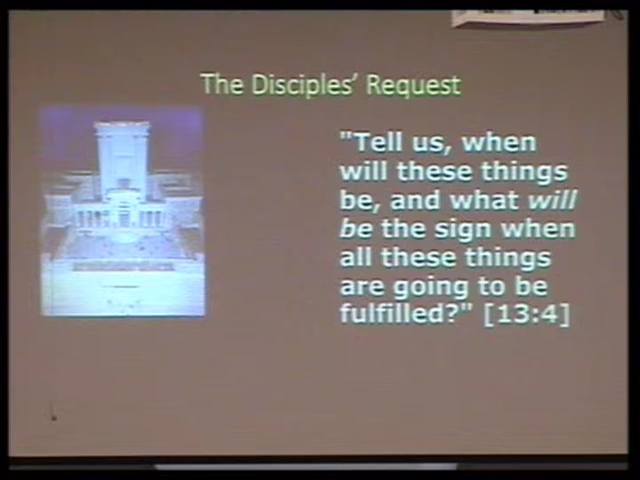 The Disciples' Request
"Tell us, when
will these things
be, and what will
be the sign when
all these things
are going to be
fulfilled?" [13:4]